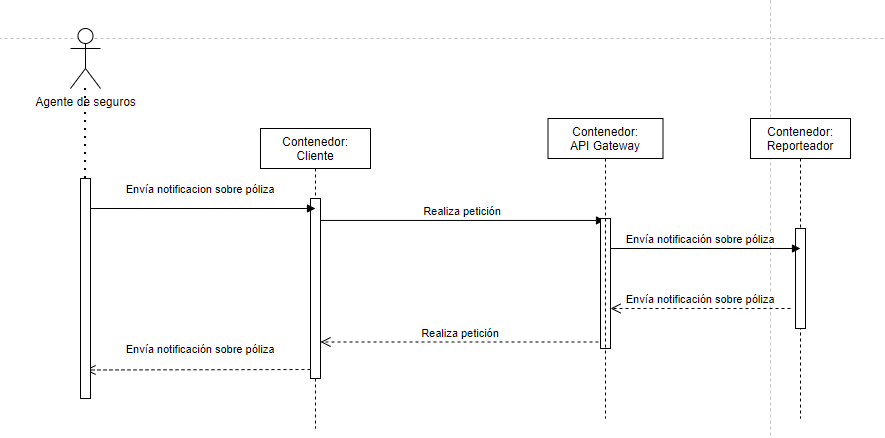 Agente de seguros
Contenedor:
Cliente
Contenedor:
API Gateway
Contenedor:
Reporteador
Envía notificacion sobre póliza
Realiza petición
Envía notificación sobre póliza
Envía notificación sobre póliza
Realiza petición
Envía notificación sobre póliza